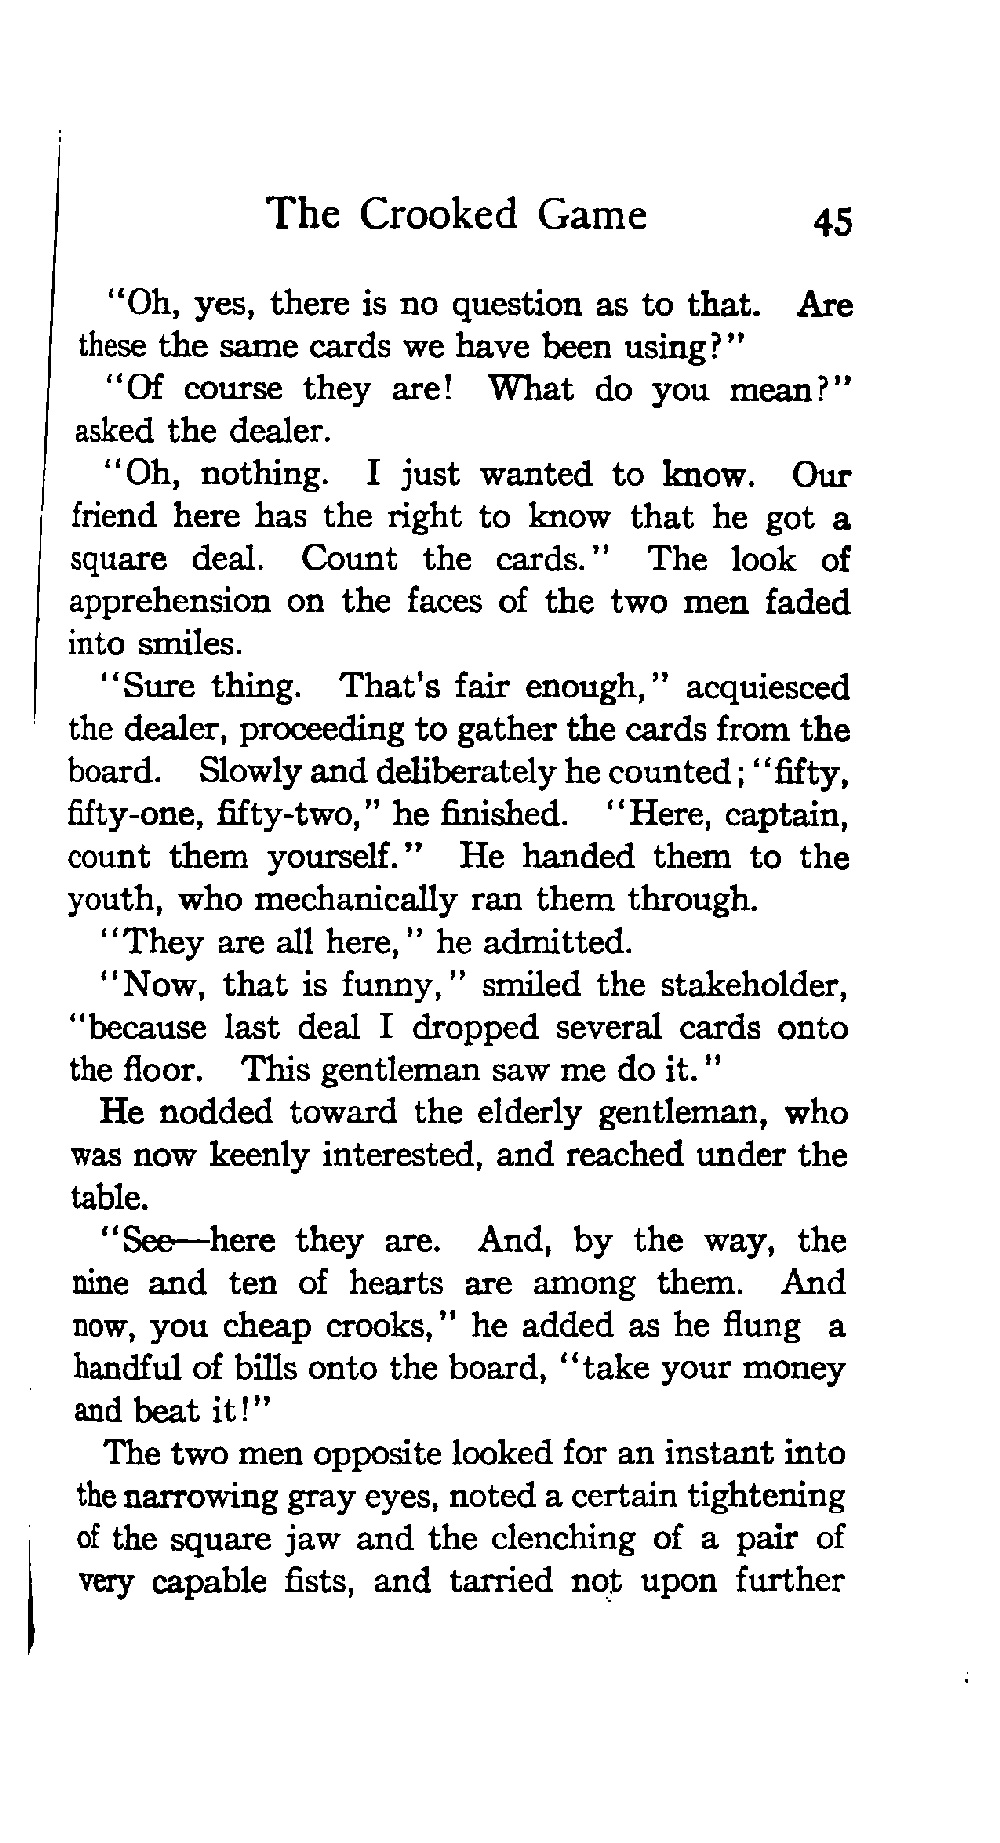 The Crooked Game 45
"Oh, yes, there is no question as to that. Are
these the same cards we have been using?"
"Of course they are! What do you mean?"
asked the dealer.
"Oh, nothing. I just wanted to know. Our
friend here has the right to know that he got a
square deal. Count the cards." The look of
apprehension on the faces of the two men faded
into smiles.
"Sure thing. That's fair enough," acquiesced
the dealer, proceeding to gather the cards from the
board. Slowly and deliberately he counted; "fifty,
fifty-one, fifty-two," he finished. "Here, captain,
count them yourself." He handed them to the
youth, who mechanically ran them through.
"They are all here," he admitted.
"Now, that is funny," smiled the stakeholder,
"because last deal I dropped several cards onto
the floor. This gentleman saw me do it."
He nodded toward the elderly gentleman, who
was now keenly interested, and reached under the
table.
"See—here they are. And, by the way, the
nine and ten of hearts are among them. And
now, you cheap crooks," he added as he flung a
handful of bills onto the board, "take your money
and beat it!"
The two men opposite looked for an instant into
the narrowing gray eyes, noted a certain tightening
of the square jaw and the clenching of a pair of
very capable fists, and tarried not upon further